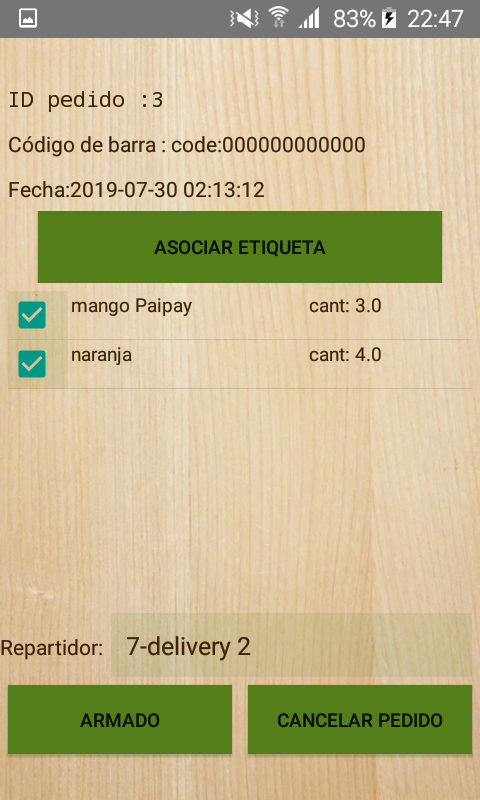 83% 22:47
ID pedido :3
Código de barra : code:000000000000
Fecha:2019-07-30 02:13:12
ASOCIAR ETIQUETA
mango Paipay cant: 3.0
naranja cant: 4.0
Repartidor: 7-delivery 2
ARMADO CANCELAR PEDIDO